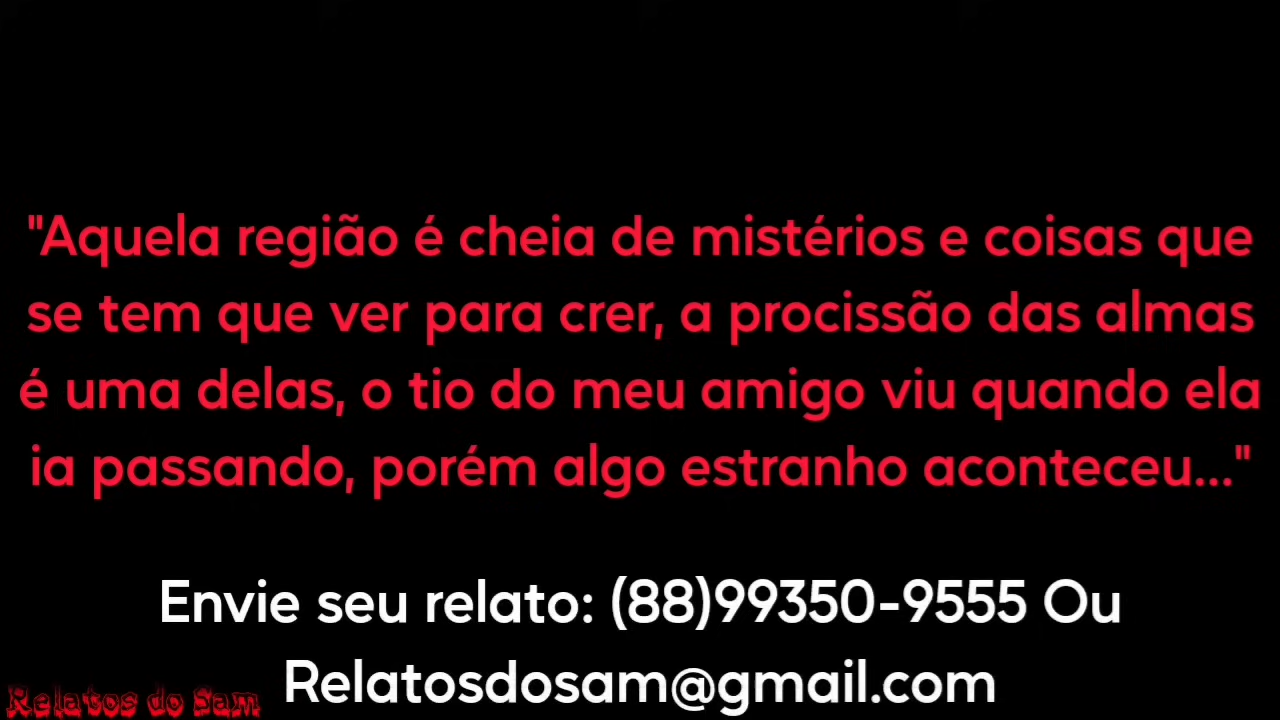 "Aquela região é cheia de mistérios e coisas que
se tem que ver para crer, a procissão das almas
é uma delas, o tio do meu amigo viu quando ela
ia passando, porém algo estranho aconteceu..."
Envie seu relato: (88)99350-9555 Ou
Relatosdosam@gmail.com
Relatos do Sam